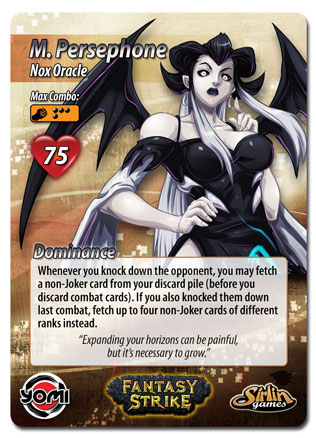 M. Persephone
Nox Oracle
Max Combo:
75
Dominance
Whenever you knock down the opponent, you may fetch
a non-Joker card from your discard pile (before you
discard combat cards). If you also knocked them down
last combat, fetch up to four non-Joker cards of different
ranks instead.
“Expanding your horizons can be painful,
but it’s necessary to grow.”
YOMI
FANTASY
STRIKE
Sirlin
games